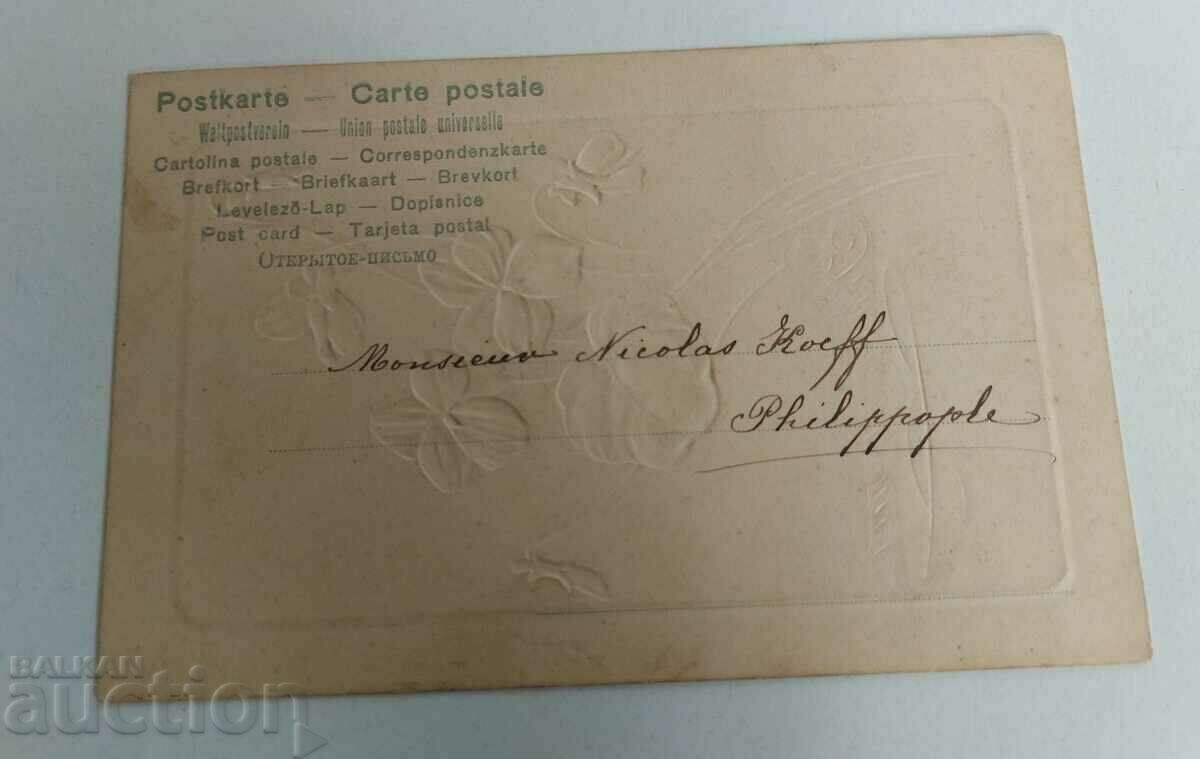 Postkarte — Carte postale
Weltpostverein — Union postale universelle
Cartolina postale — Correspondenzkarte
Brefkort — Briefkaart — Brevkort
Levelező-Lap — Dopisnice
Post card — Tarjeta postal
Открытое-письмо
Monsieur Nicolas Koeff
Philippople
BALKAN
auction